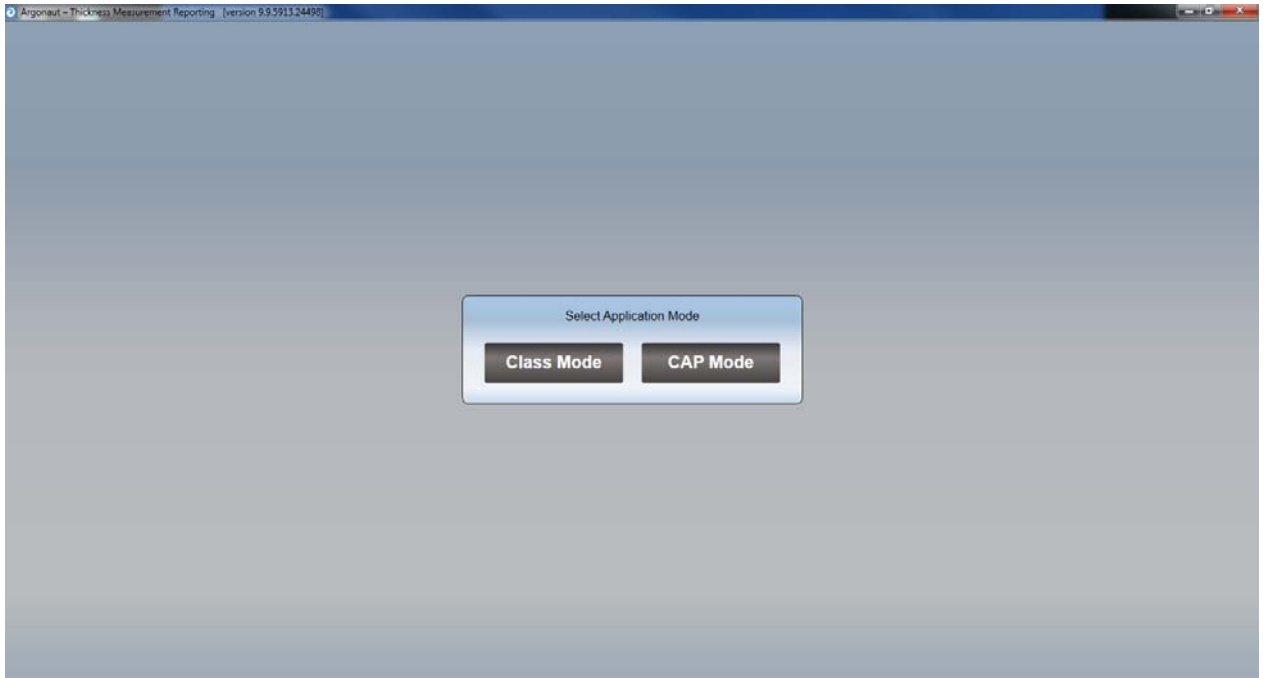 Argonaut – Thickness Measurement Reporting [version 9.9.5913.24498]
Select Application Mode
Class Mode CAP Mode